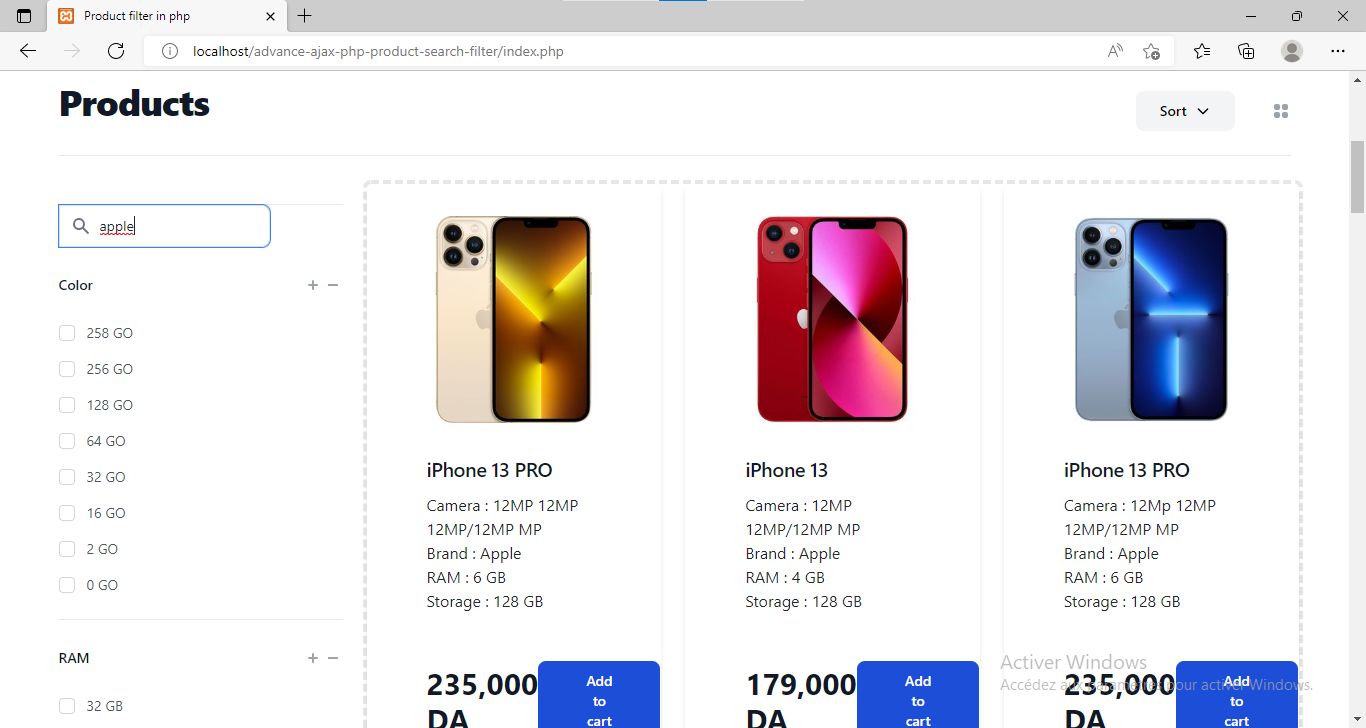 Product filter in php
localhost/advance-ajax-php-product-search-filter/index.php
Products
Sort
apple
Color
258 GO
256 GO
128 GO
64 GO
32 GO
16 GO
2 GO
0 GO
RAM
32 GB
iPhone 13 PRO
Camera : 12MP 12MP
12MP/12MP MP
Brand : Apple
RAM : 6 GB
Storage : 128 GB
235,000
DA
Add
to
cart
iPhone 13
Camera : 12MP
12MP/12MP MP
Brand : Apple
RAM : 4 GB
Storage : 128 GB
179,000
DA
Add
to
cart
iPhone 13 PRO
Camera : 12Mp 12MP
12MP/12MP MP
Brand : Apple
RAM : 6 GB
Storage : 128 GB
235,000
DA
Add
to
cart
Activer Windows
Accédez aux paramètres pour activer Windows.